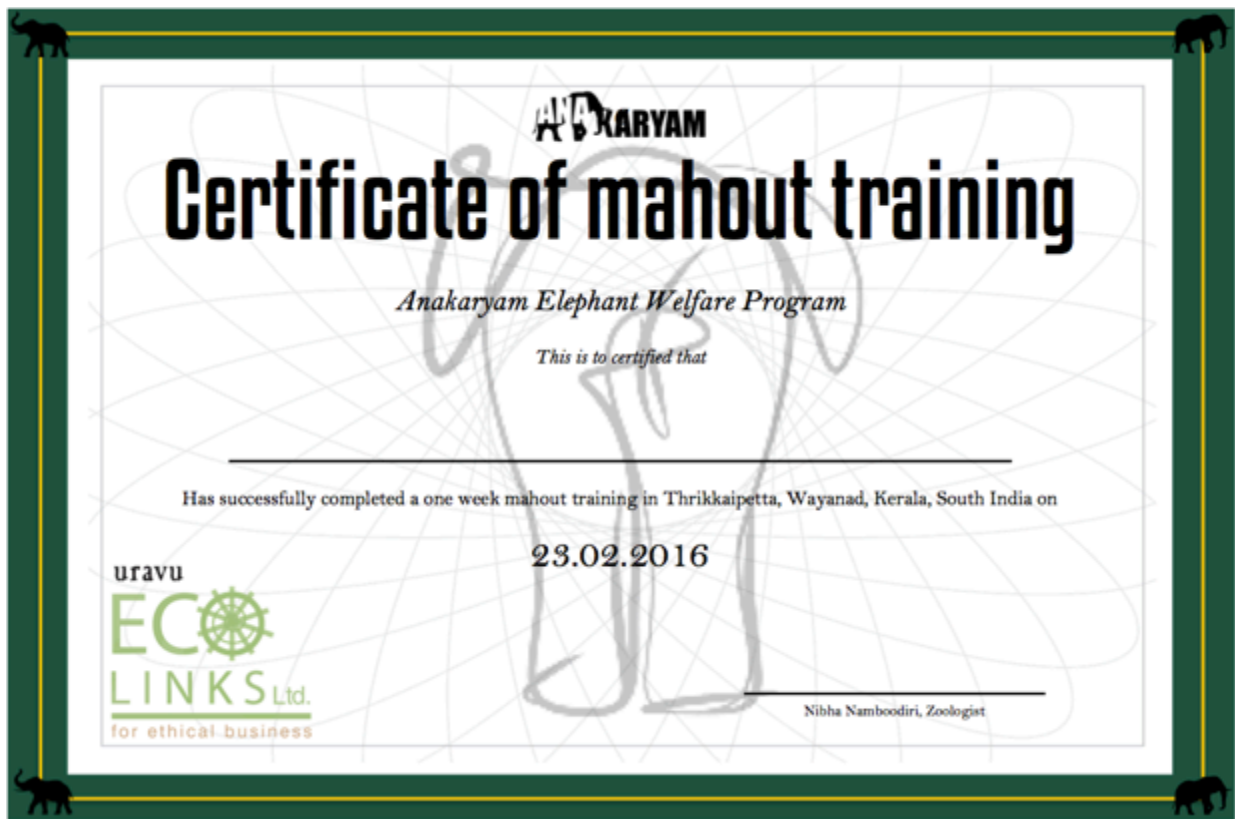 ANAKARYAM
Certificate of mahout training
Anakaryam Elephant Welfare Program
This is to certified that
Has successfully completed a one week mahout training in Thrikkaipetta, Wayanad, Kerala, South India on
23.02.2016
uravu
ECO
LINKS Ltd.
for ethical business
Nibha Namboodiri, Zoologist